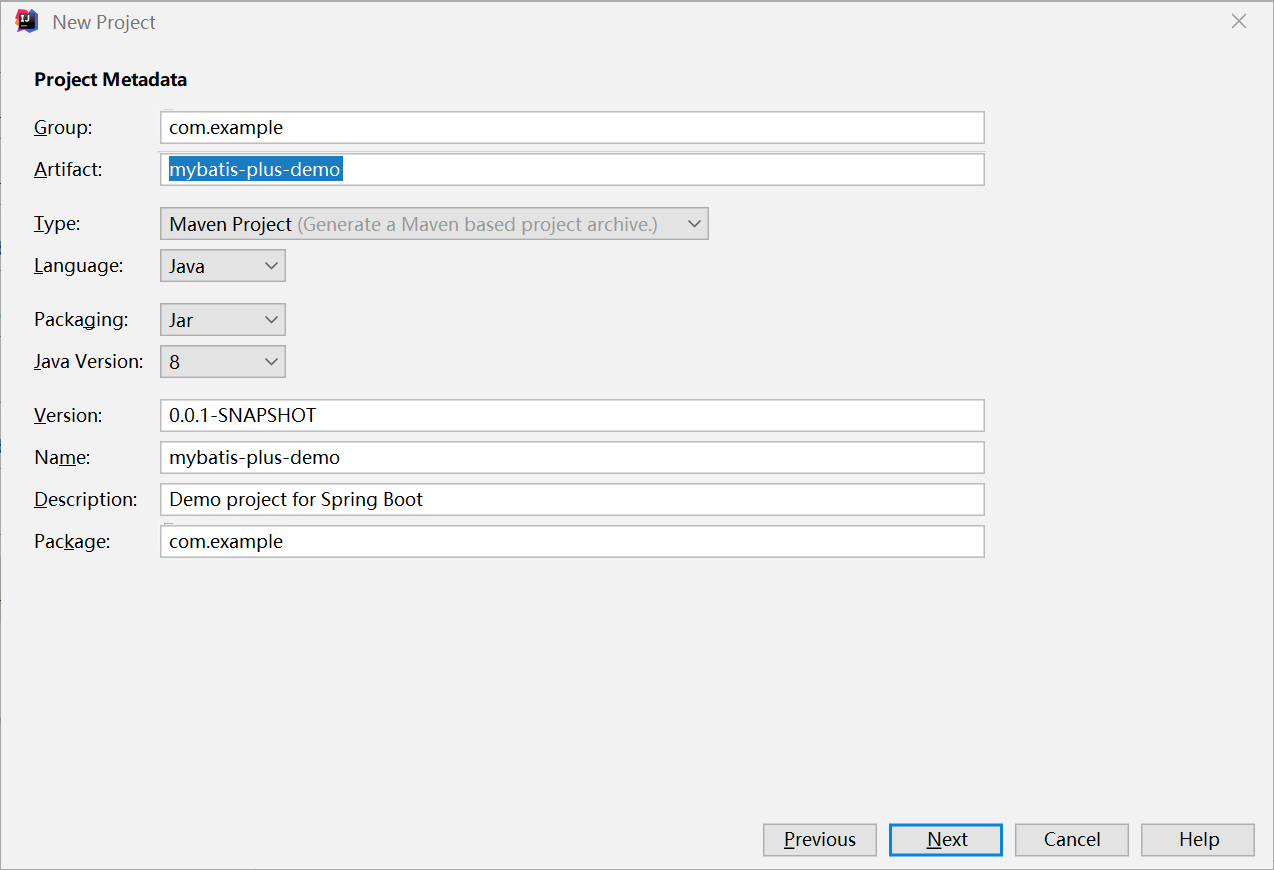 New Project
Project Metadata
Group: com.example
Artifact: mybatis-plus-demo
Type: Maven Project (Generate a Maven based project archive.)
Language: Java
Packaging: Jar
Java Version: 8
Version: 0.0.1-SNAPSHOT
Name: mybatis-plus-demo
Description: Demo project for Spring Boot
Package: com.example
Previous Next Cancel Help